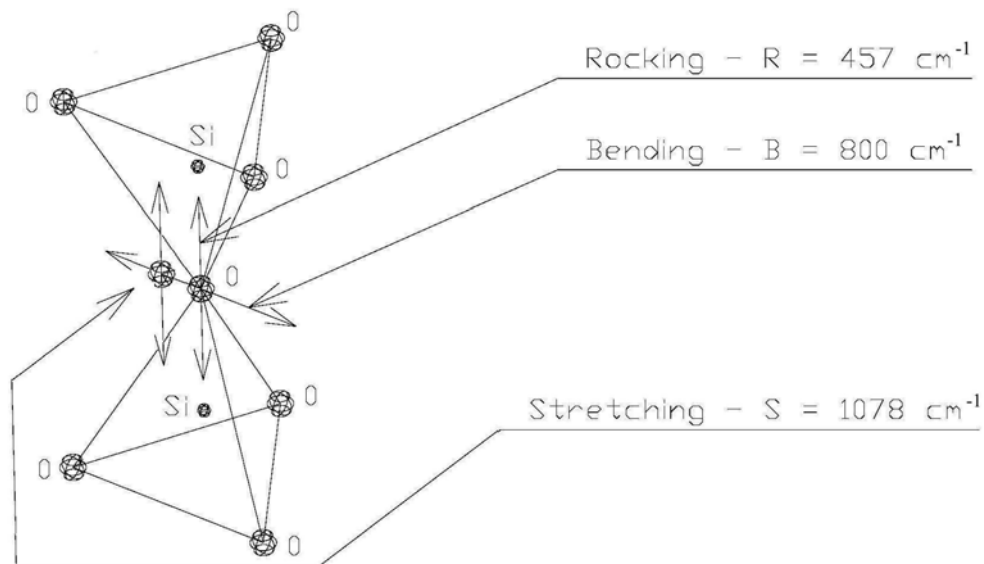 O
Rocking - R = 457 cm-1
O
Si
O
Bending - B = 800 cm-1
O
Si
O
Stretching - S = 1078 cm-1
O
O